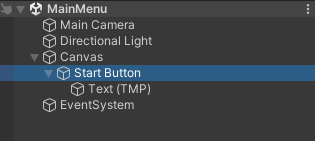 MainMenu
Main Camera
Directional Light
Canvas
Start Button
Text (TMP)
EventSystem